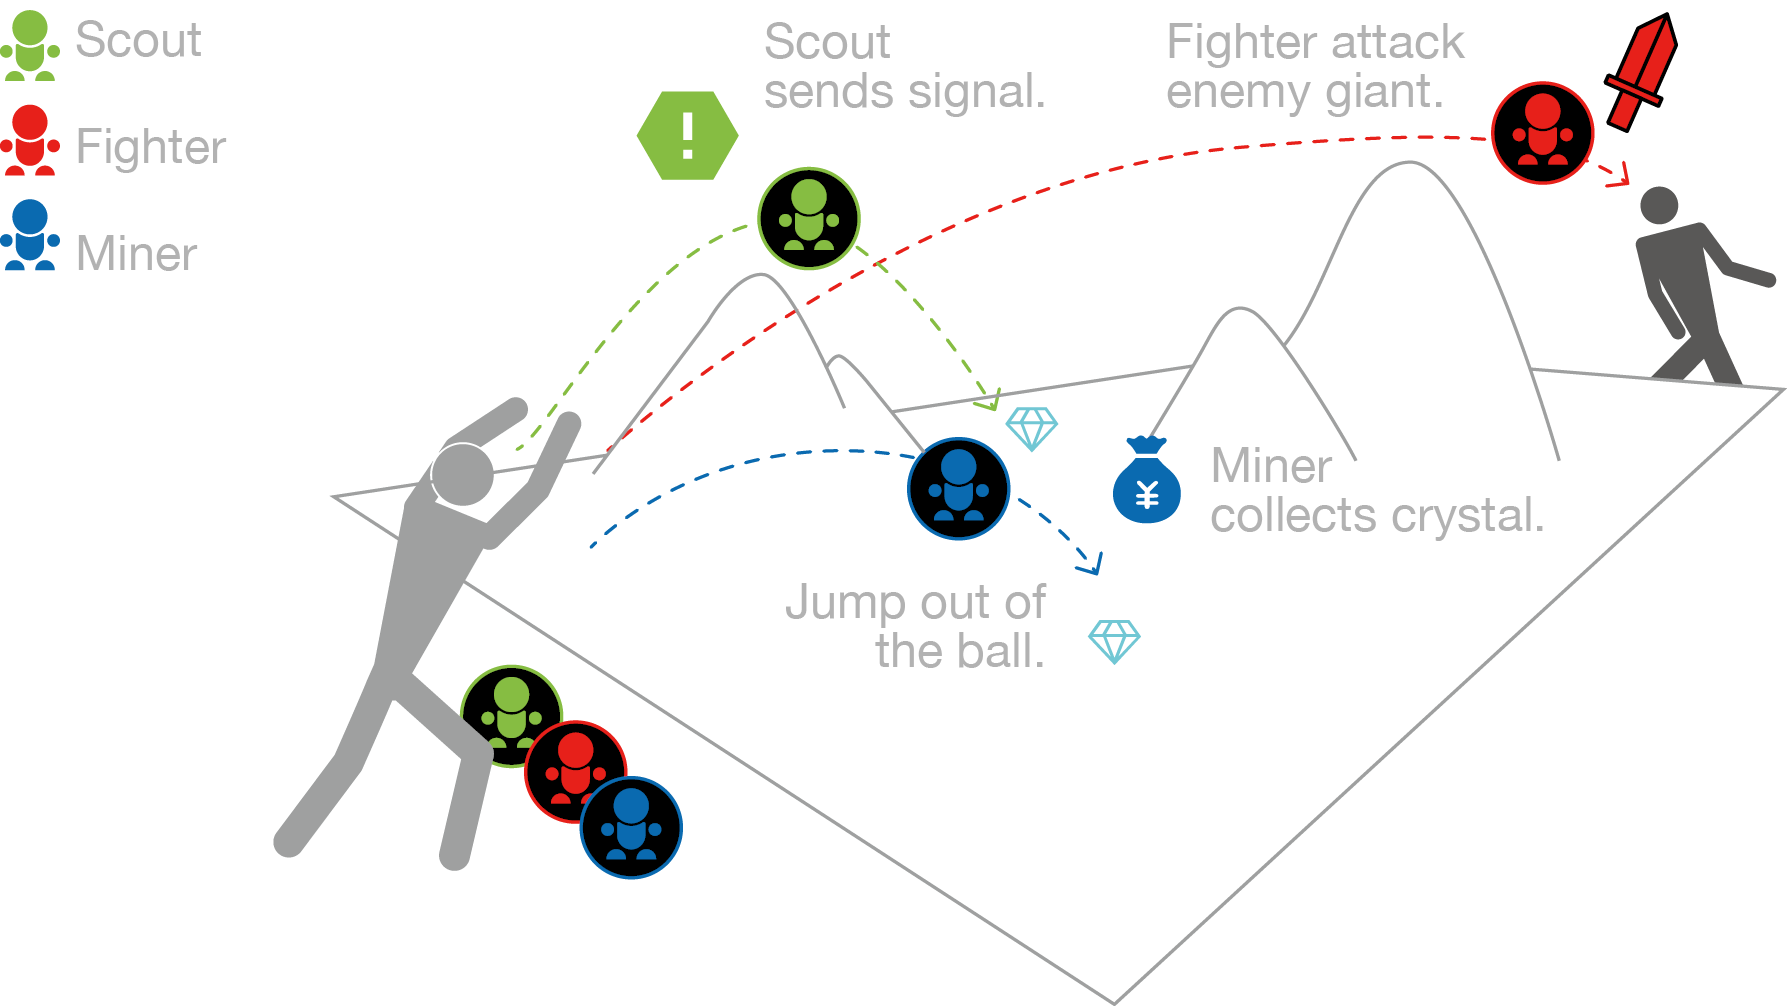 Scout
Fighter
Miner
Scout
sends signal.
!
Fighter attack
enemy giant.
¥
Miner
collects crystal.
Jump out of
the ball.